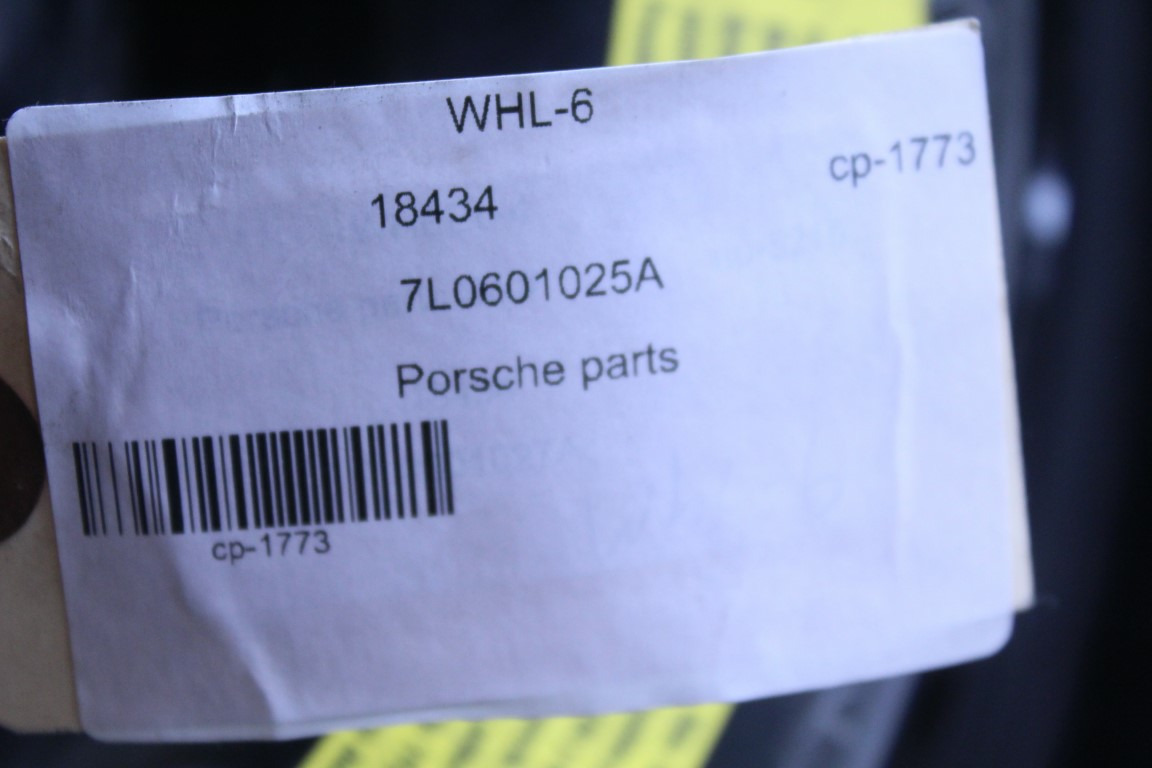 WHL-6
cp-1773
18434
7L0601025A
Porsche parts
cp-1773